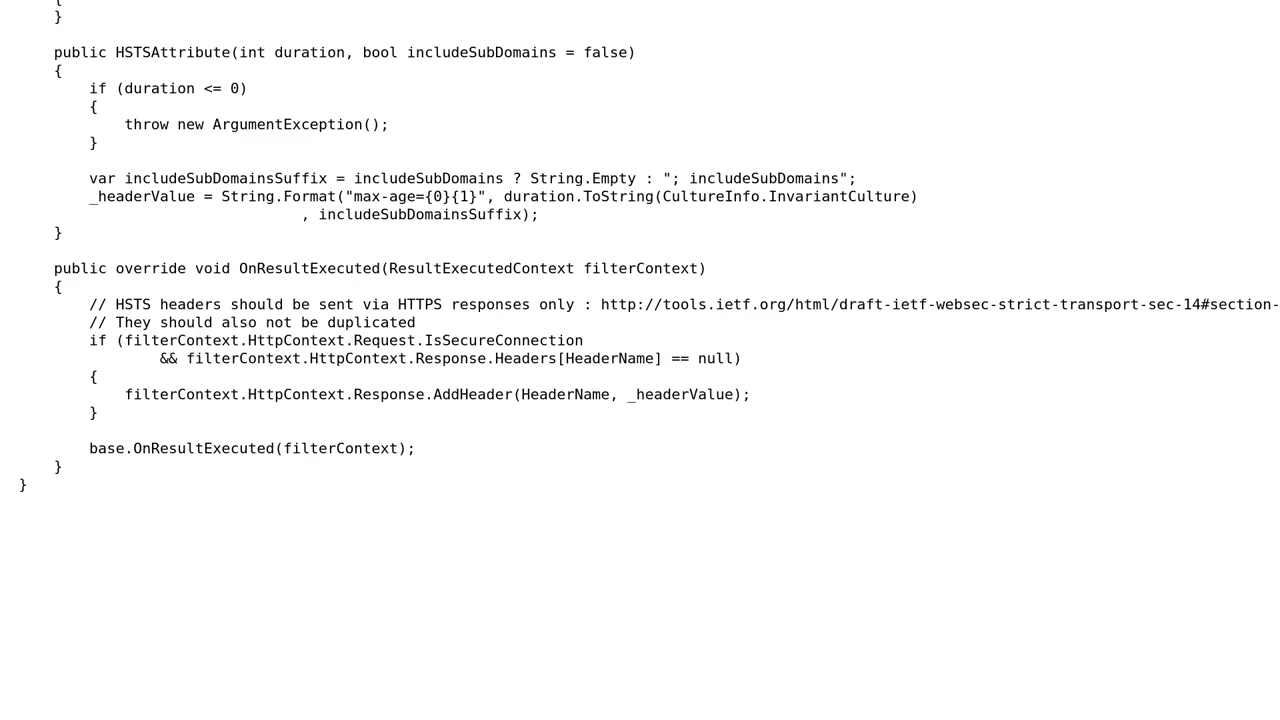 {
    }

    public HSTSAttribute(int duration, bool includeSubDomains = false)
    {
        if (duration <= 0)
        {
            throw new ArgumentException();
        }

        var includeSubDomainsSuffix = includeSubDomains ? String.Empty : "; includeSubDomains";
        _headerValue = String.Format("max-age={0}{1}", duration.ToString(CultureInfo.InvariantCulture)
                                , includeSubDomainsSuffix);
    }

    public override void OnResultExecuted(ResultExecutedContext filterContext)
    {
        // HSTS headers should be sent via HTTPS responses only : http://tools.ietf.org/html/draft-ietf-websec-strict-transport-sec-14#section-
        // They should also not be duplicated
        if (filterContext.HttpContext.Request.IsSecureConnection
                && filterContext.HttpContext.Response.Headers[HeaderName] == null)
        {
            filterContext.HttpContext.Response.AddHeader(HeaderName, _headerValue);
        }

        base.OnResultExecuted(filterContext);
    }
}